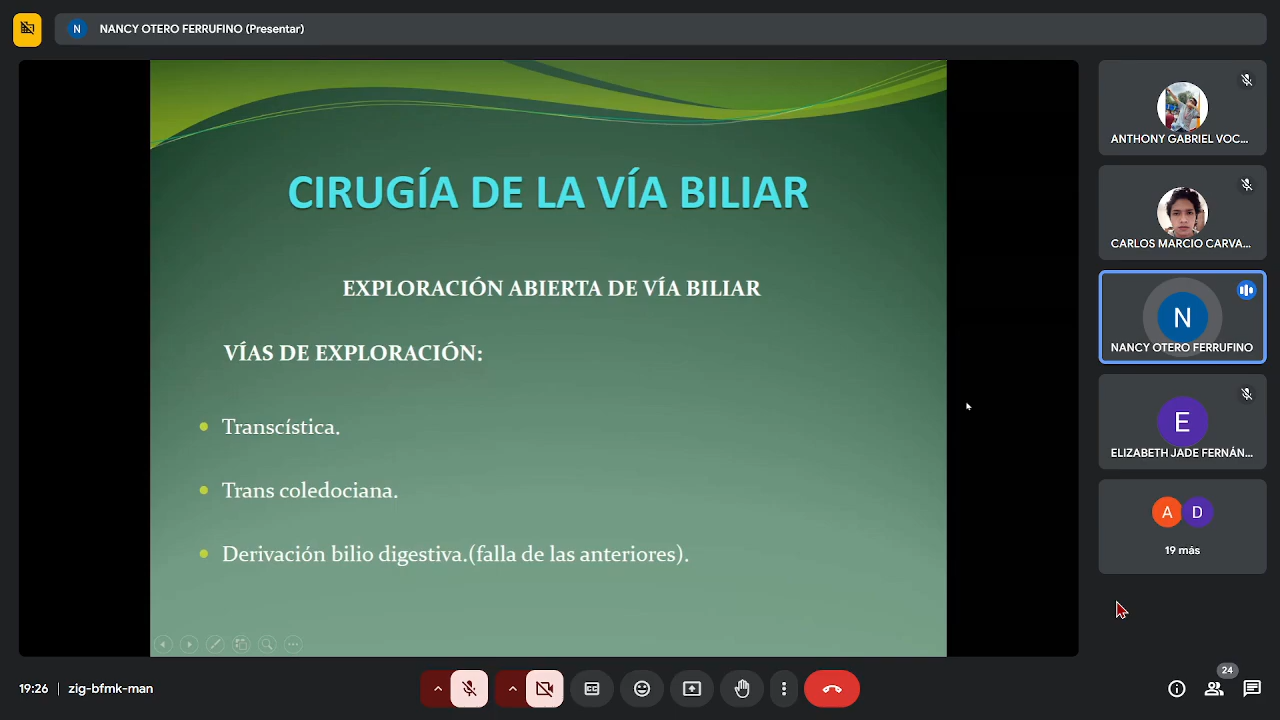 N NANCY OTERO FERRUFINO (Presentar)
CIRUGÍA DE LA VÍA BILIAR
EXPLORACIÓN ABIERTA DE VÍA BILIAR
VÍAS DE EXPLORACIÓN:
Transcística.
Trans coledociana.
Derivación bilio digestiva.(falla de las anteriores).
ANTHONY GABRIEL VOC...
CARLOS MARCIO CARVA...
N
NANCY OTERO FERRUFINO
E
ELIZABETH JADE FERNÁN...
A D
19 más
19:26 | zig-bfmk-man
24